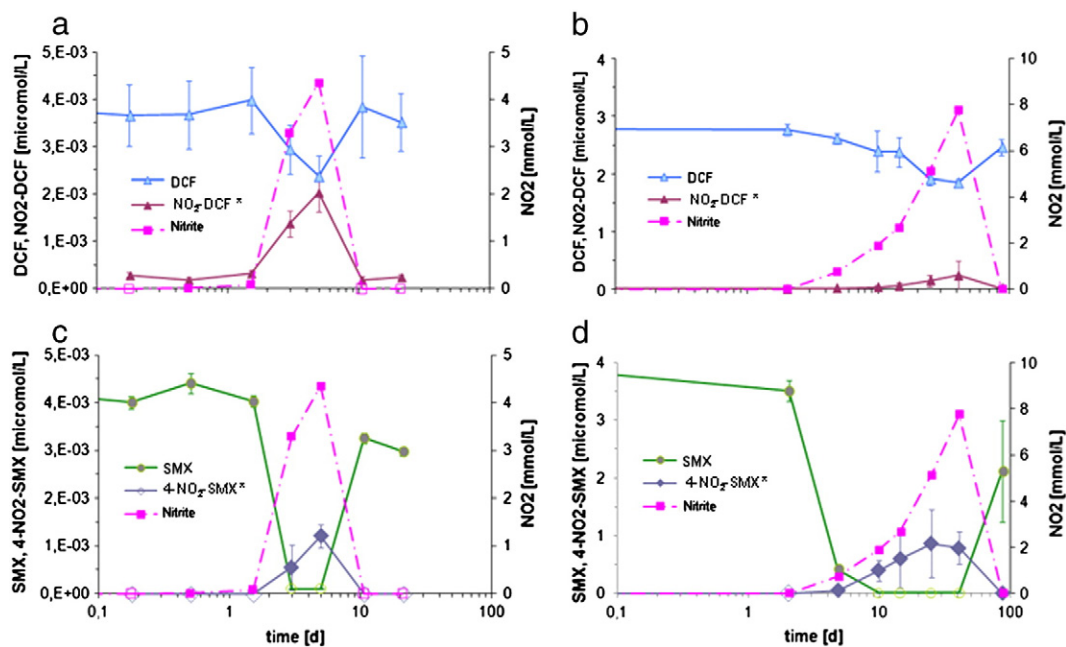 a
5,E-03
4,E-03
3,E-03
2,E-03
1,E-03
0,E+00
DCF, NO2-DCF [micromol/L]
5
4
3
2
1
0
NO2 [mmol/L]
DCF
NO₂-DCF *
Nitrite
b
4
3
2
1
0
DCF, NO2-DCF [micromol/L]
10
8
6
4
2
0
NO2 [mmol/L]
DCF
NO₂-DCF *
Nitrite
c
5,E-03
4,E-03
3,E-03
2,E-03
1,E-03
0,E+00
SMX, 4-NO2-SMX [micromol/L]
5
4
3
2
1
0
NO2 [mmol/L]
SMX
4-NO₂-SMX*
Nitrite
0,1
1
10
100
time [d]
d
4
3
2
1
0
SMX, 4-NO2-SMX [micromol/L]
10
8
6
4
2
0
NO2 [mmol/L]
SMX
4-NO₂-SMX*
Nitrite
0,1
1
10
100
time [d]